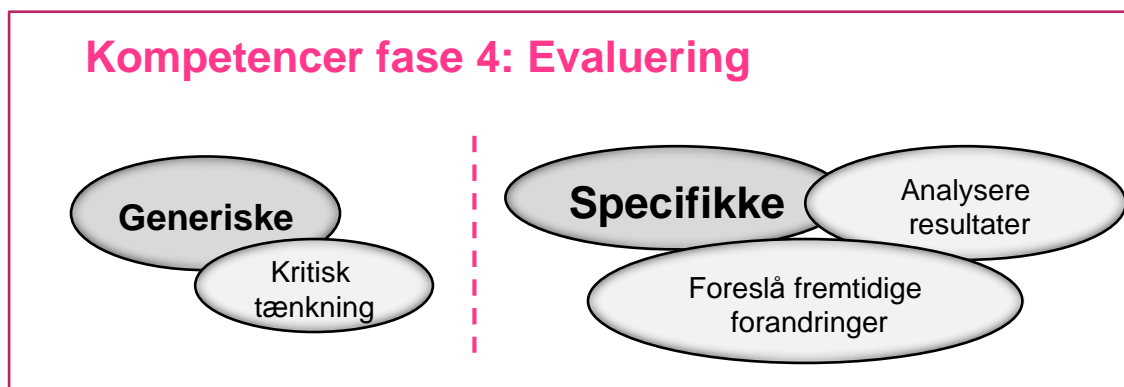 Kompetencer fase 4: Evaluering
Generiske
Kritisk
tænkning
Specifikke
Analysere
resultater
Foreslå fremtidige
forandringer